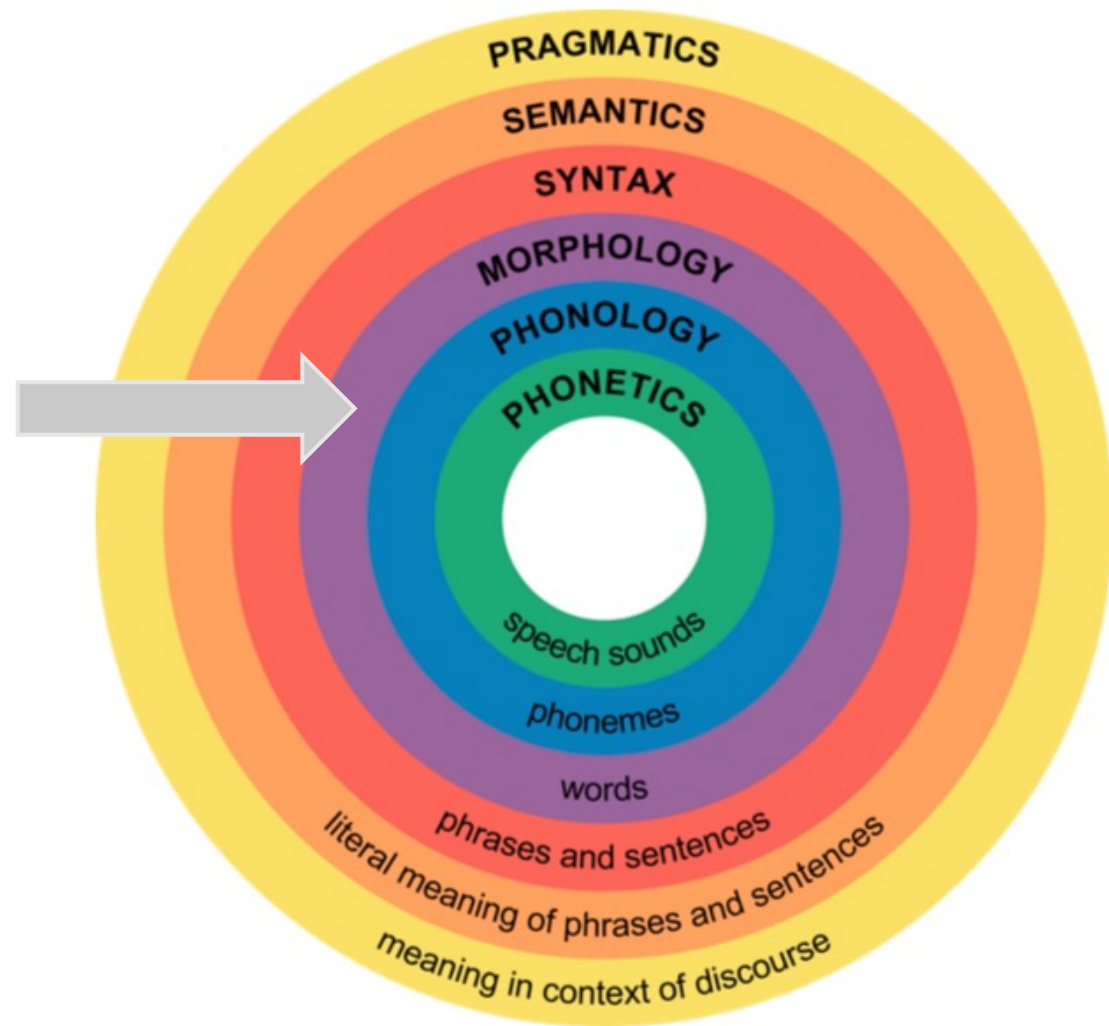 PRAGMATICS
SEMANTICS
SYNTAX
MORPHOLOGY
PHONOLOGY
PHONETICS
speech sounds
phonemes
words
phrases and sentences
literal meaning of phrases and sentences
meaning in context of discourse